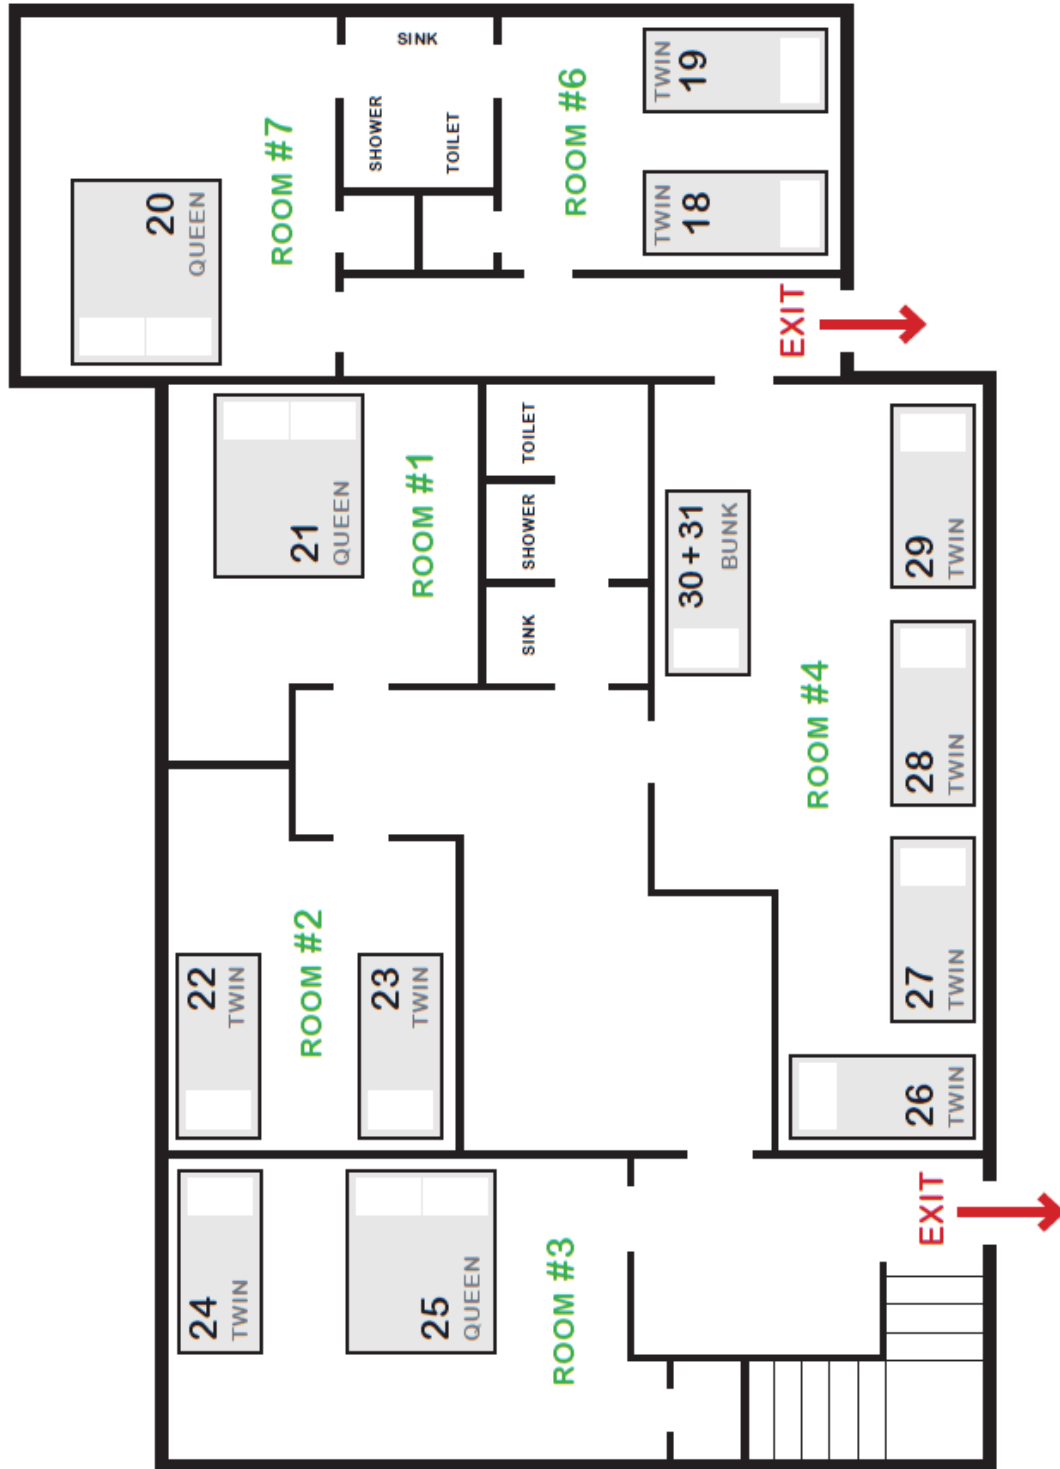 SINK
SHOWER
TOILET
ROOM #7
20
QUEEN
ROOM #6
TWIN
19
TWIN
18
EXIT
21
QUEEN
ROOM #1
TOILET
SHOWER
SINK
30 + 31
BUNK
ROOM #4
29
TWIN
28
TWIN
27
TWIN
26
TWIN
ROOM #2
22
TWIN
23
TWIN
24
TWIN
25
QUEEN
ROOM #3
EXIT